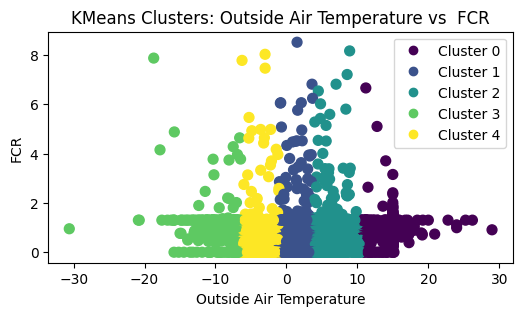 KMeans Clusters: Outside Air Temperature vs  FCR
8
6
4
2
0
FCR
Cluster 0
Cluster 1
Cluster 2
Cluster 3
Cluster 4
−30 −20 −10 0 10 20 30
Outside Air Temperature